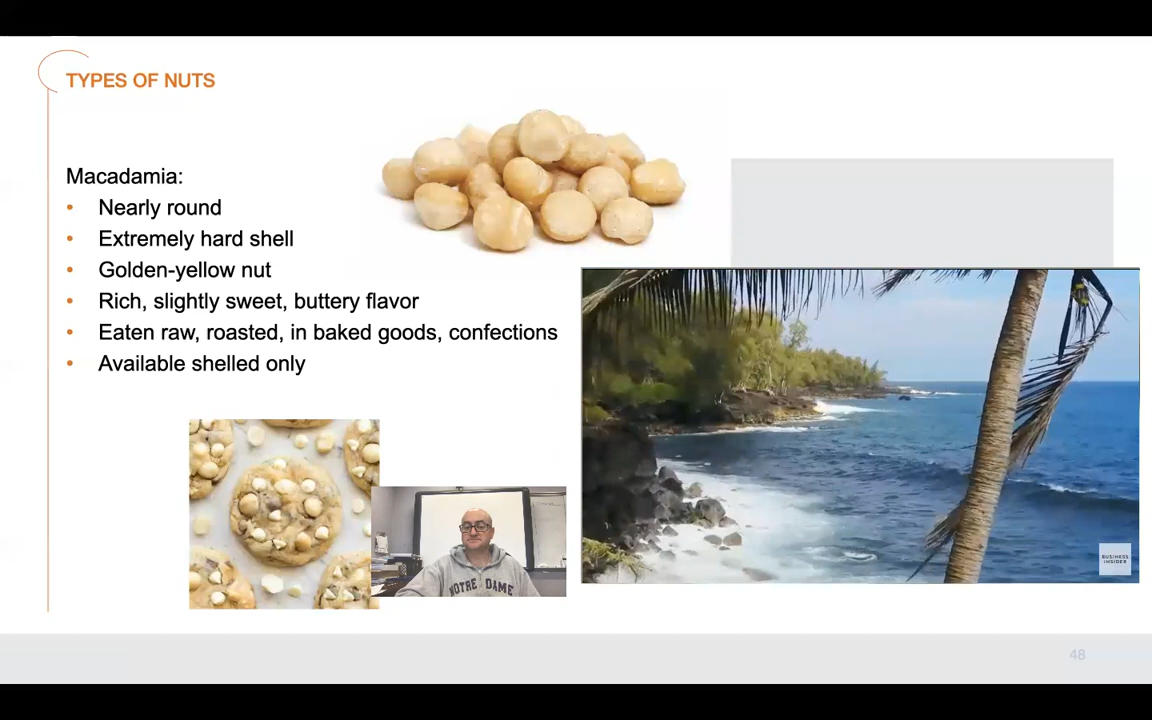 TYPES OF NUTS
Macadamia:
• Nearly round
• Extremely hard shell
• Golden-yellow nut
• Rich, slightly sweet, buttery flavor
• Eaten raw, roasted, in baked goods, confections
• Available shelled only
NOTRE DAME
BUSINESS
INSIDER
48